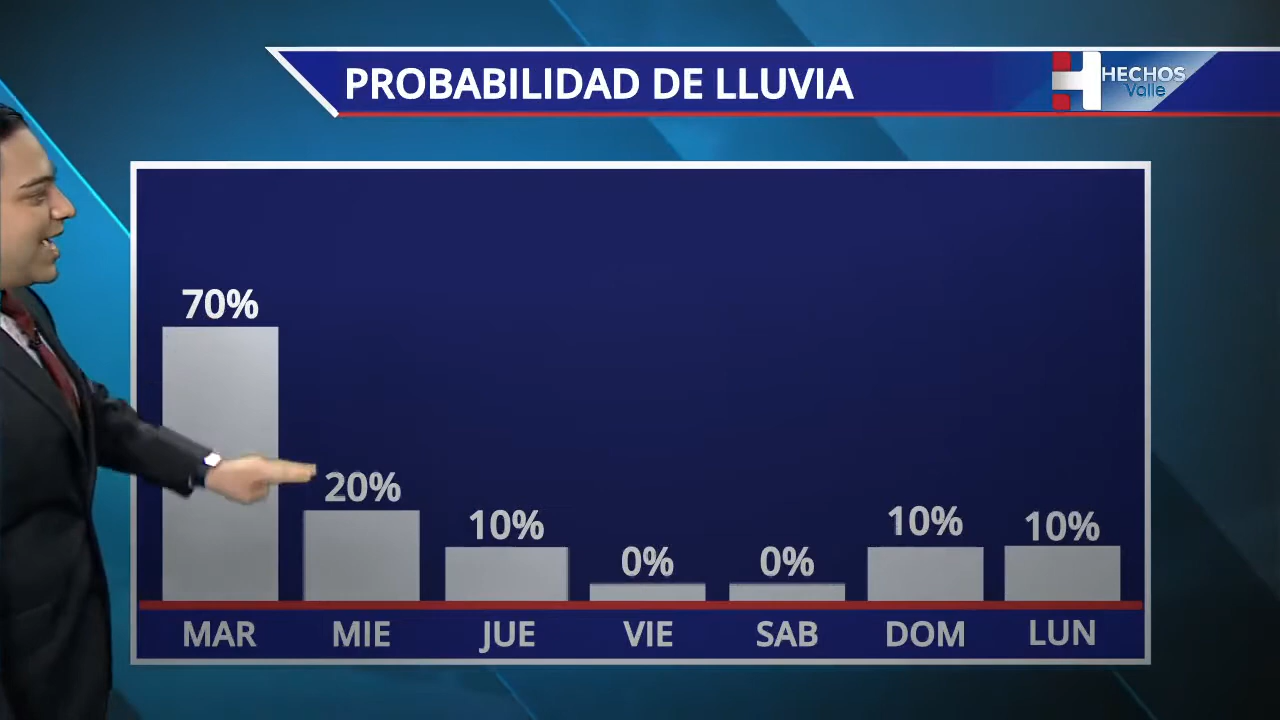 PROBABILIDAD DE LLUVIA
HECHOS
Valle
70%
20%
10%
0%
0%
10%
10%
MAR
MIE
JUE
VIE
SAB
DOM
LUN